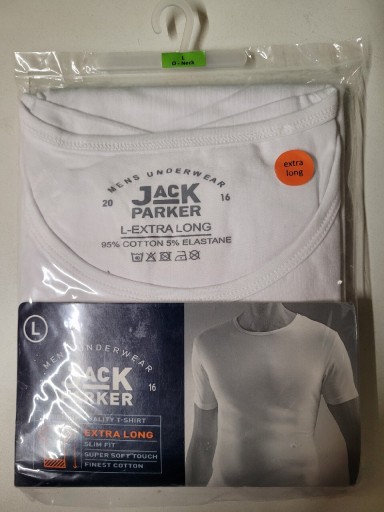 L
O - Neck
extra
long
MENS UNDERWEAR
20
JACK
PARKER
16
L-EXTRA LONG
95% COTTON 5% ELASTANE
L
MENS UNDERWEAR
JACK
PARKER
16
T-SHIRT
EXTRA LONG
SLIM FIT
SUPER SOFT TOUCH
FINEST COTTON